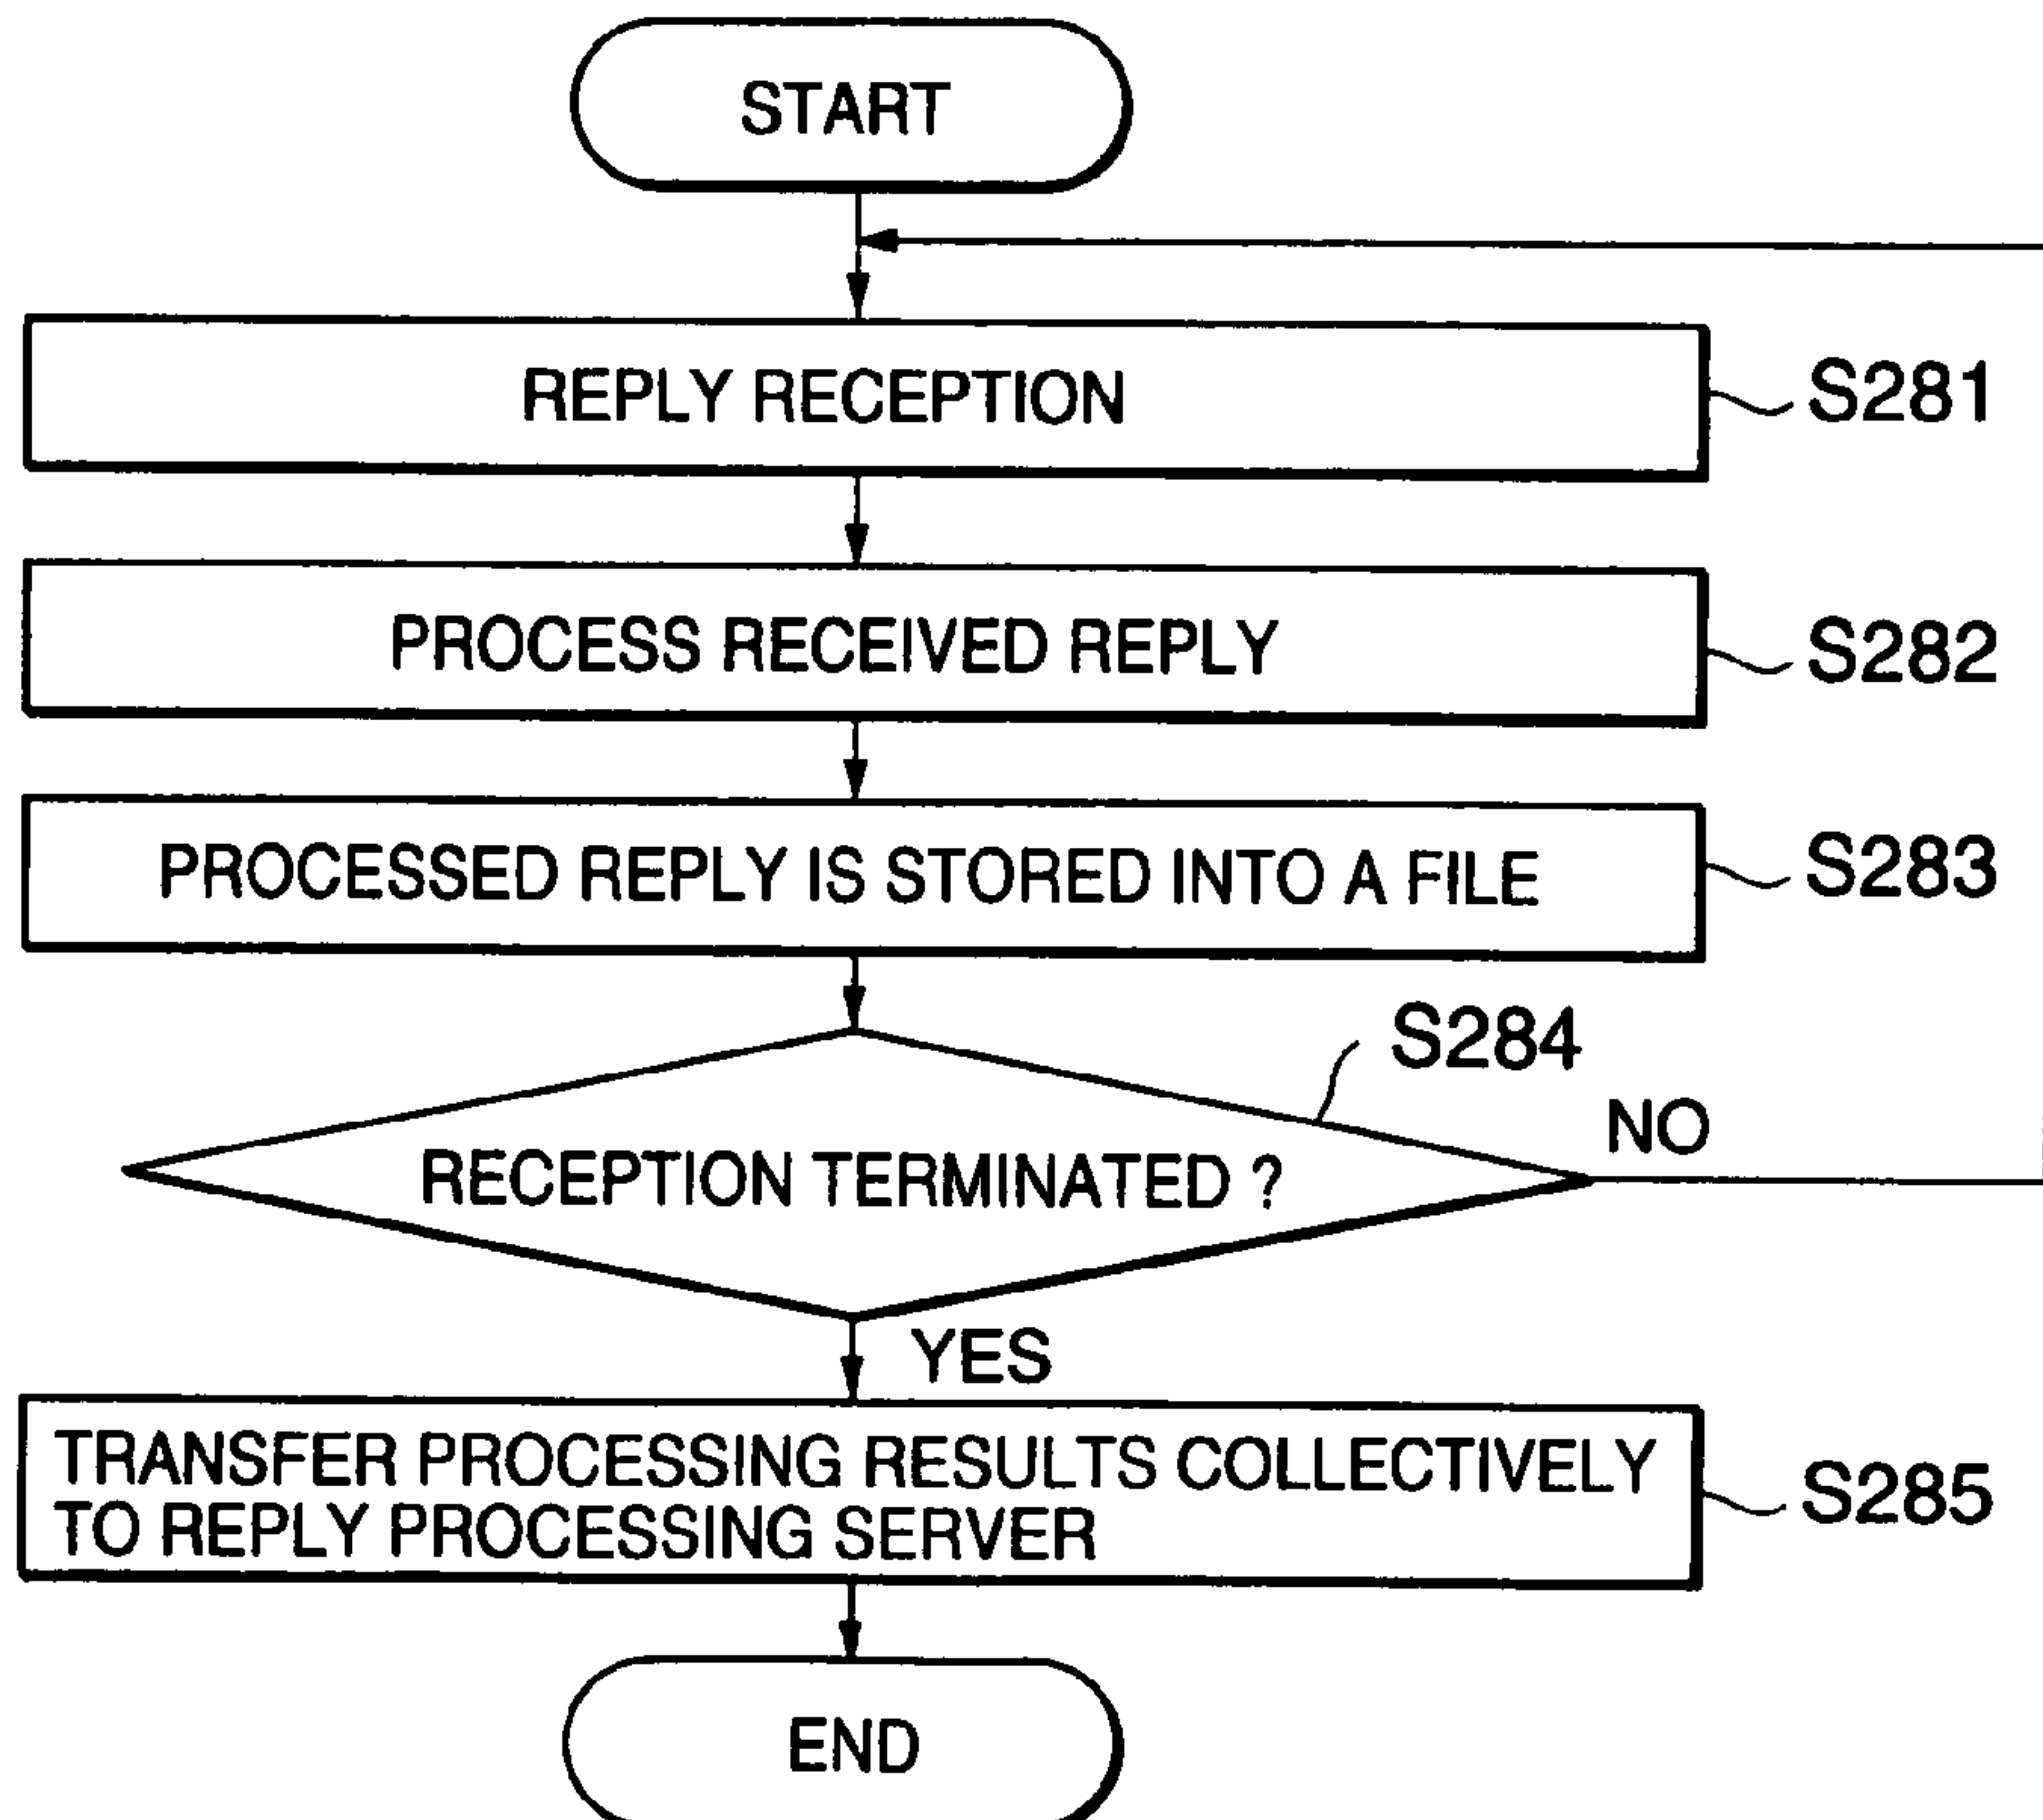 START
REPLY RECEPTION
S281
PROCESS RECEIVED REPLY
S282
PROCESSED REPLY IS STORED INTO A FILE
S283
S284
RECEPTION TERMINATED ?
NO
YES
TRANSFER PROCESSING RESULTS COLLECTIVELY
TO REPLY PROCESSING SERVER
S285
END